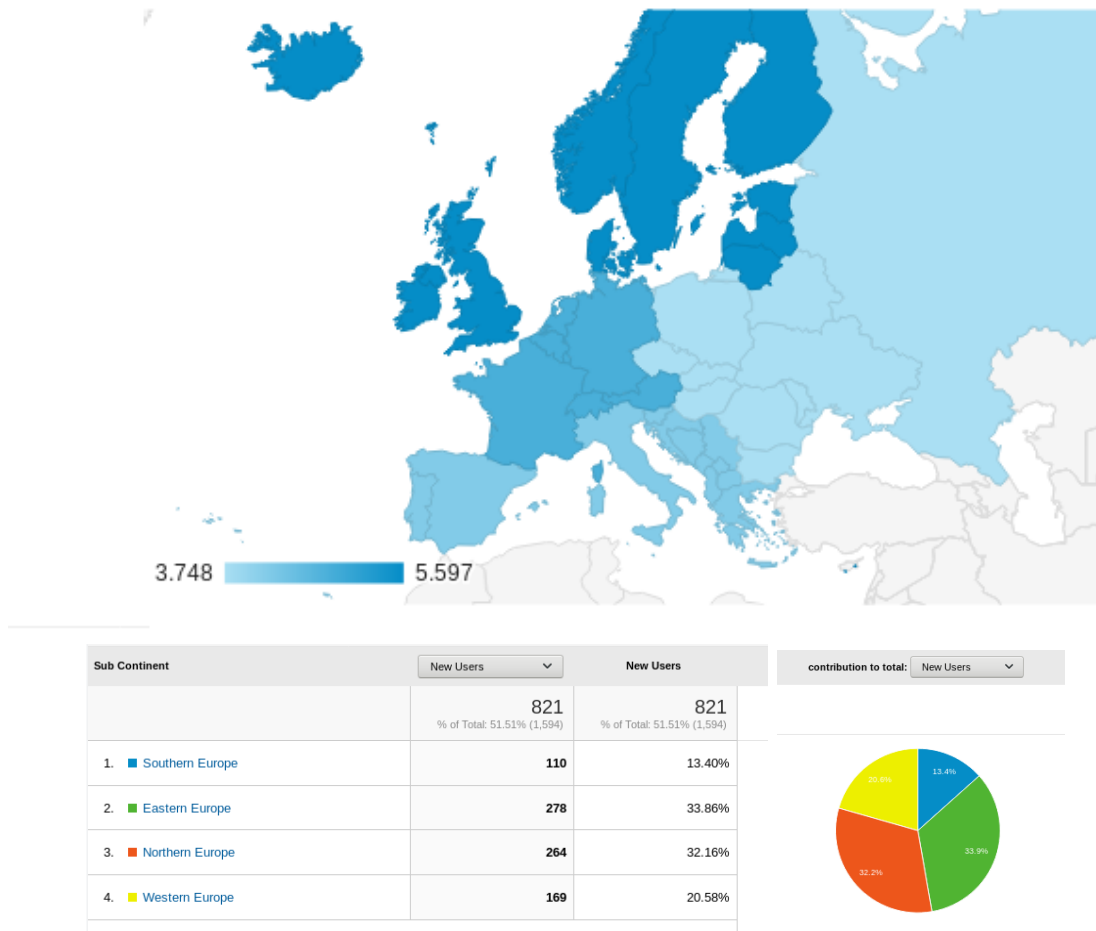 3.748 5.597
Sub Continent New Users New Users
contribution to total: New Users
821 821
% of Total: 51.51% (1,594) % of Total: 51.51% (1,594)
1. Southern Europe 110 13.40%
2. Eastern Europe 278 33.86%
3. Northern Europe 264 32.16%
4. Western Europe 169 20.58%
13.4%
20.6%
33.9%
32.2%